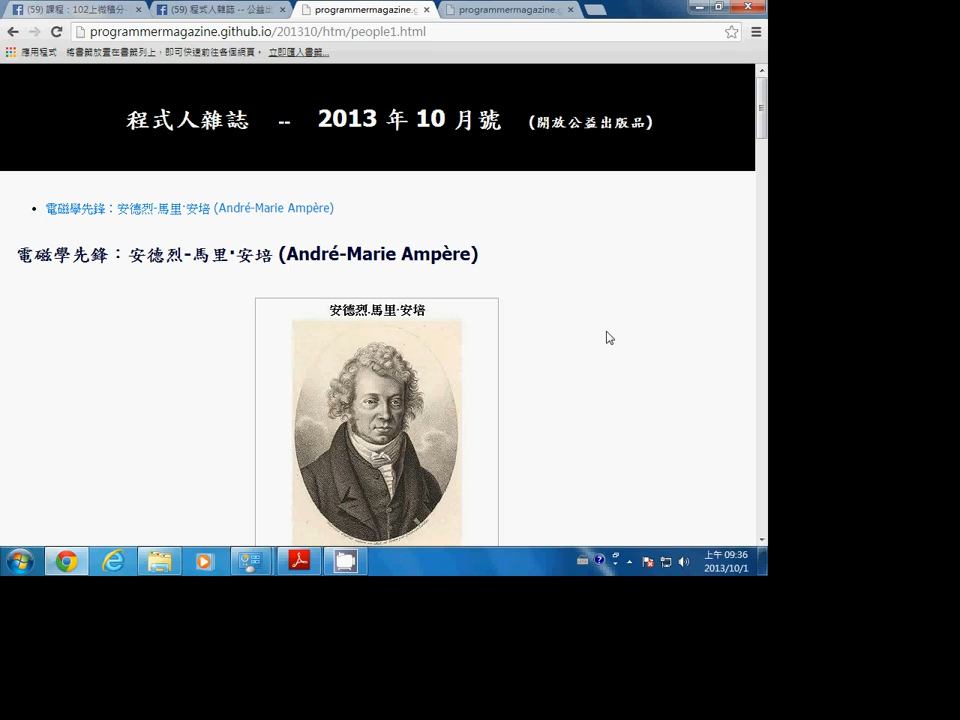 (59) 課程：102上微積分-
(59) 程式人雜誌 -- 公益出
programmermagazine.g
programmermagazine.g
programmermagazine.github.io/201310/htm/people1.html
應用程式 將書籤放置在書籤列上，即可快速前往各個網頁。 立即匯入書籤...
程式人雜誌 -- 2013 年 10 月號 (開放公益出版品)
• 電磁學先鋒：安德烈-馬里·安培 (André-Marie Ampère)
電磁學先鋒：安德烈-馬里·安培 (André-Marie Ampère)
安德烈.馬里·安培
上午 09:36
2013/10/1